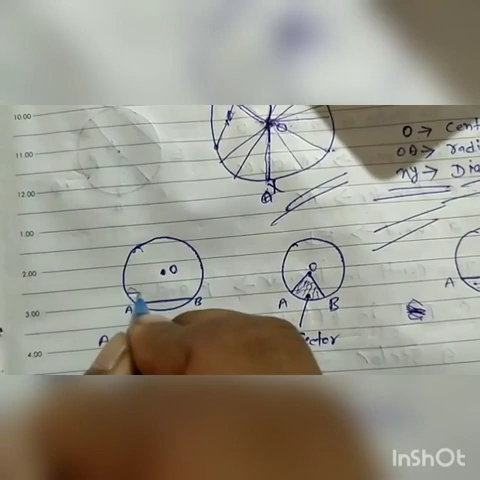 10.00
11.00
12.00
1.00
2.00
3.00
4.00
O
A
O → Cent
OA → radi
xy → Dia
O
A
B
O
A
B
A
A
ector
InShOt